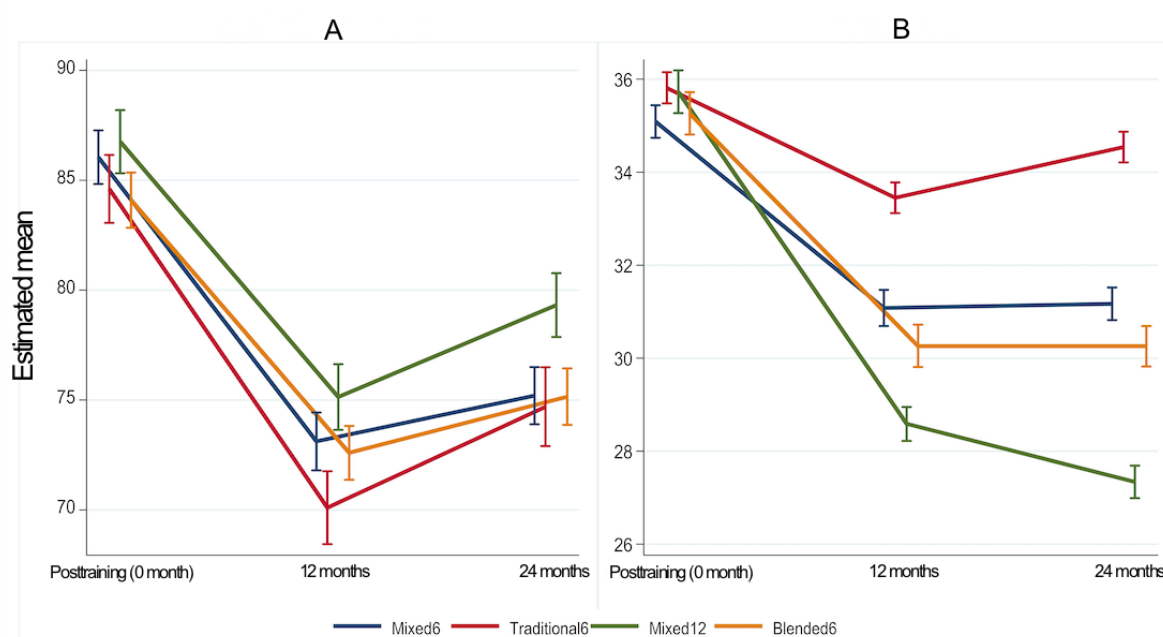 A
B
Estimated mean
90
85
80
75
70
36
34
32
30
28
26
Posttraining (0 month)
12 months
24 months
Posttraining (0 month)
12 months
24 months
Mixed6
Traditional6
Mixed12
Blended6